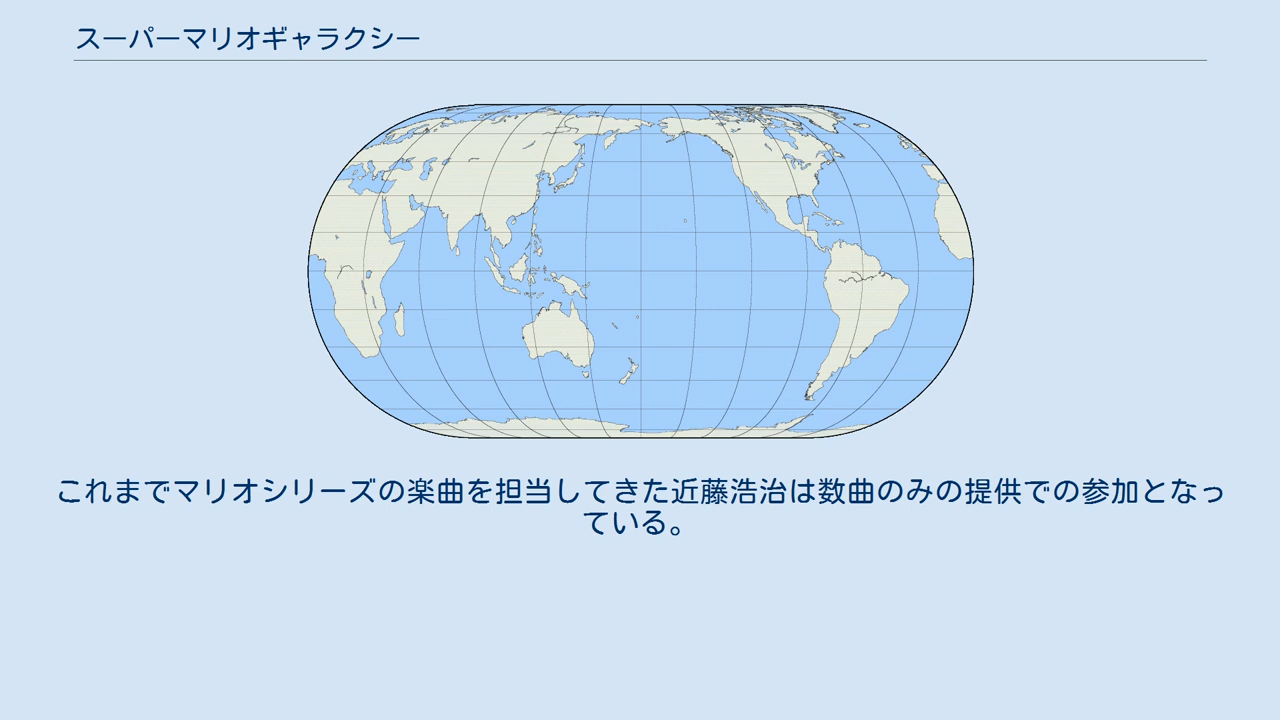 スーパーマリオギャラクシー
これまでマリオシリーズの楽曲を担当してきた近藤浩治は数曲のみの提供での参加となっ
ている。